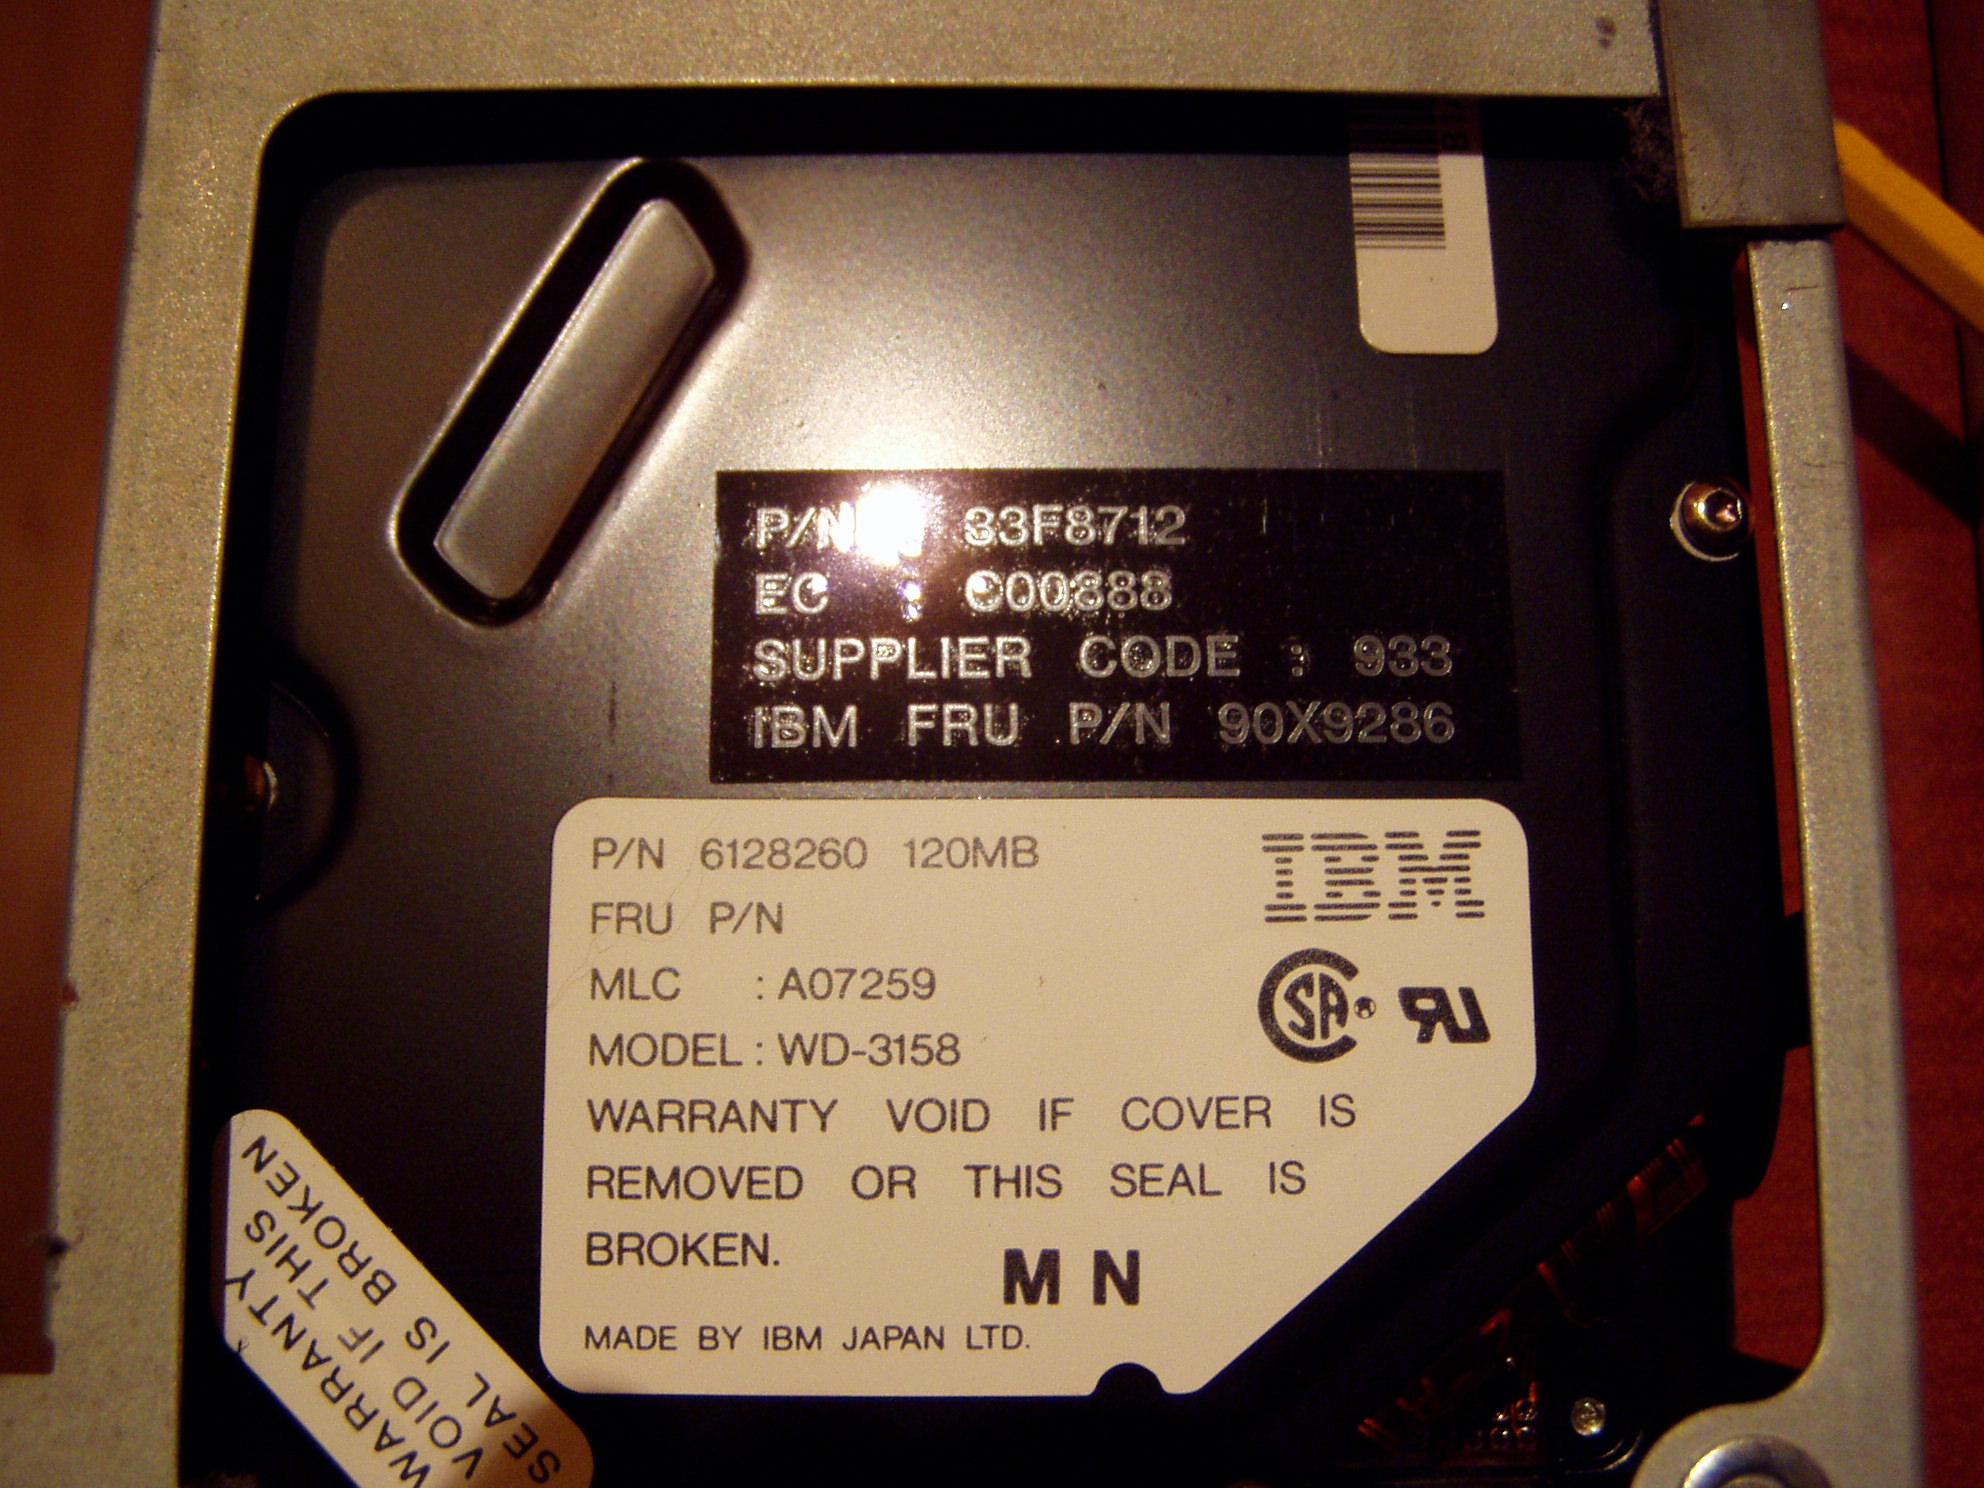 P/N : 33F8712
EC : C00888
SUPPLIER CODE : 933
IBM FRU P/N 90X9286
P/N 6128260 120MB
IBM
FRU P/N
MLC : A07259
SA
MODEL : WD-3158
WARRANTY VOID IF COVER IS
REMOVED OR THIS SEAL IS
BROKEN.
M N
MADE BY IBM JAPAN LTD.
WARRANTY
VOID IF THIS
SEAL IS BROKEN